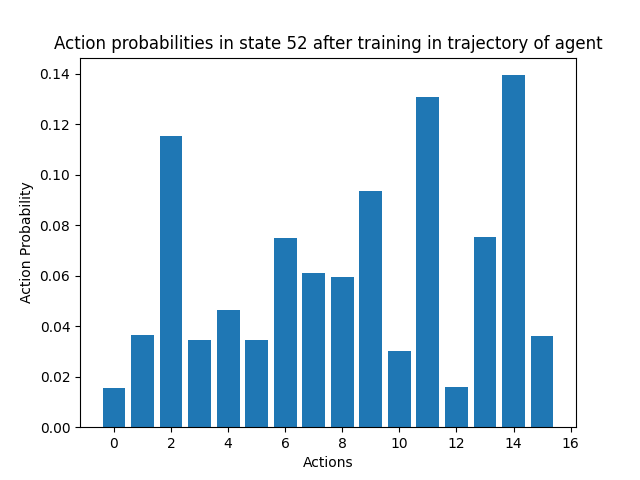 Action probabilities in state 52 after training in trajectory of agent
0.14
0.12
0.10
0.08
0.06
0.04
0.02
0.00
Action Probability
0 2 4 6 8 10 12 14 16
Actions